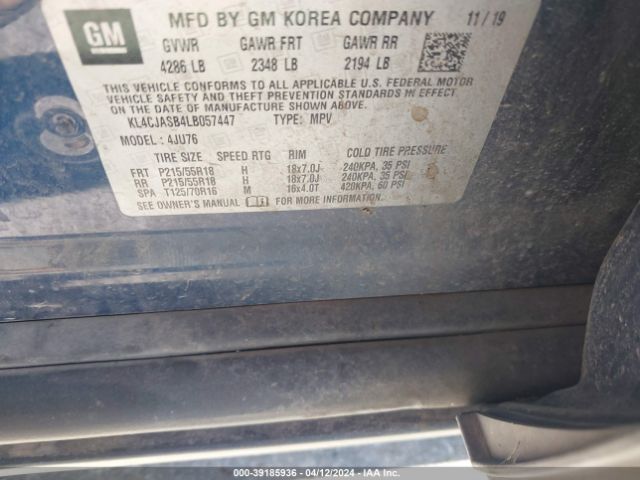 GM
MFD BY GM KOREA COMPANY 11/19
GVWR GAWR FRT GAWR RR
4286 LB 2348 LB 2194 LB
THIS VEHICLE CONFORMS TO ALL APPLICABLE U.S. FEDERAL MOTOR
VEHICLE SAFETY AND THEFT PREVENTION STANDARDS IN EFFECT ON
THE DATE OF MANUFACTURE SHOWN ABOVE.
KL4CJASB4LB057447 TYPE: MPV
MODEL: 4JU76
TIRE SIZE SPEED RTG RIM COLD TIRE PRESSURE
FRT P215/55R18 H 18x7.0J 240KPA, 35 PSI
RR P215/55R18 H 18x7.0J 240KPA, 35 PSI
SPA T125/70R16 M 16x4.0T 420KPA, 60 PSI
SEE OWNER'S MANUAL FOR MORE INFORMATION.
000-39185936 - 04/12/2024 - IAA Inc.